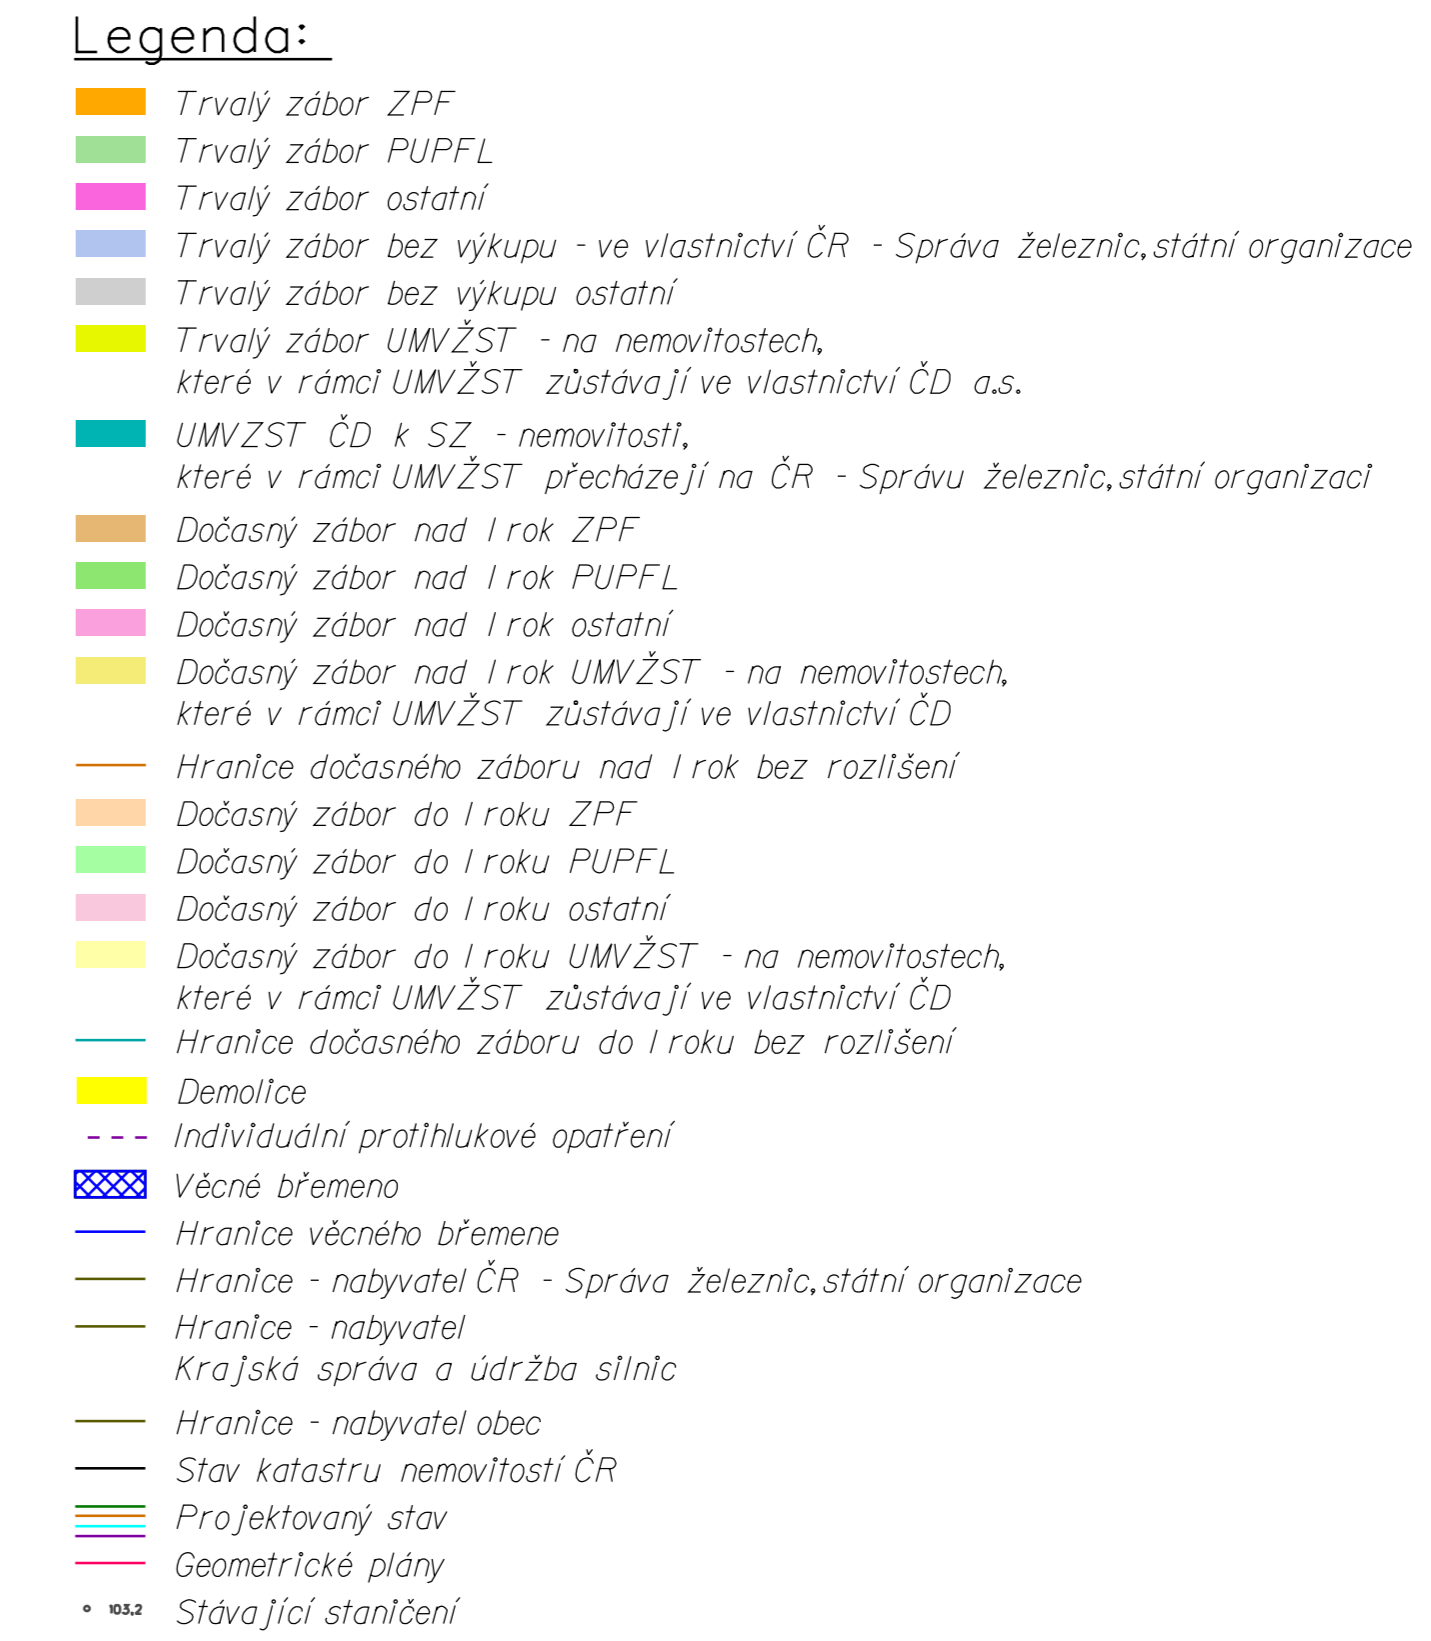 Legenda:
Trvalý zábor ZPF
Trvalý zábor PUPFL
Trvalý zábor ostatní
Trvalý zábor bez výkupu - ve vlastnictví ČR - Správa železnic, státní organizace
Trvalý zábor bez výkupu ostatní
Trvalý zábor UMVŽST - na nemovitostech,
které v rámci UMVŽST zůstávají ve vlastnictví ČD a.s.
UMVZST ČD k SZ - nemovitosti,
které v rámci UMVŽST přecházejí na ČR - Správu železnic, státní organizaci
Dočasný zábor nad 1 rok ZPF
Dočasný zábor nad 1 rok PUPFL
Dočasný zábor nad 1 rok ostatní
Dočasný zábor nad 1 rok UMVŽST - na nemovitostech,
které v rámci UMVŽST zůstávají ve vlastnictví ČD
Hranice dočasného záboru nad 1 rok bez rozlišení
Dočasný zábor do 1 roku ZPF
Dočasný zábor do 1 roku PUPFL
Dočasný zábor do 1 roku ostatní
Dočasný zábor do 1 roku UMVŽST - na nemovitostech,
které v rámci UMVŽST zůstávají ve vlastnictví ČD
Hranice dočasného záboru do 1 roku bez rozlišení
Demolice
Individuální protihlukové opatření
Věcné břemeno
Hranice věcného břemene
Hranice - nabyvatel ČR - Správa železnic, státní organizace
Hranice - nabyvatel
Krajská správa a údržba silnic
Hranice - nabyvatel obec
Stav katastru nemovitostí ČR
Projektovaný stav
Geometrické plány
103,2 Stávající staničení